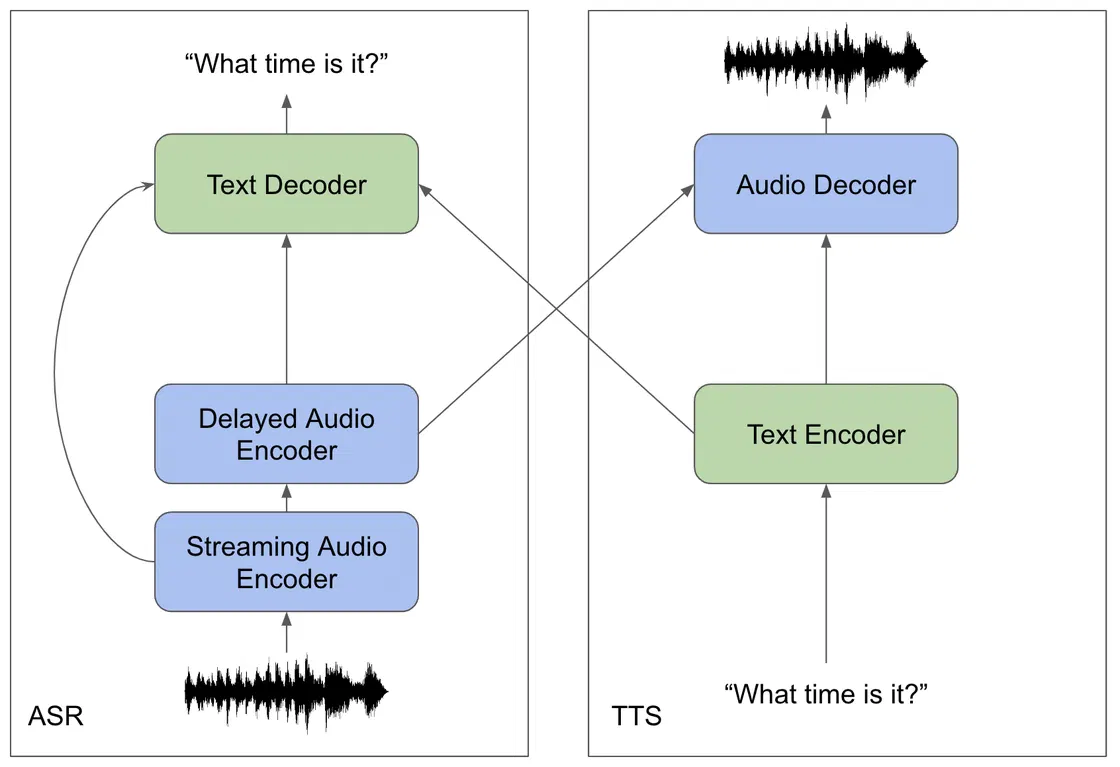 “What time is it?”
Text Decoder
Delayed Audio
Encoder
Streaming Audio
Encoder
ASR
Audio Decoder
Text Encoder
“What time is it?”
TTS